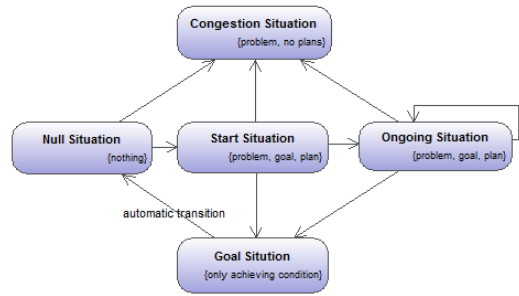 Congestion Situation
{problem, no plans}
Null Situation
{nothing}
Start Situation
{problem, goal, plan}
Ongoing Situation
{problem, goal, plan}
automatic transition
Goal Sitution
{only achieving condition}